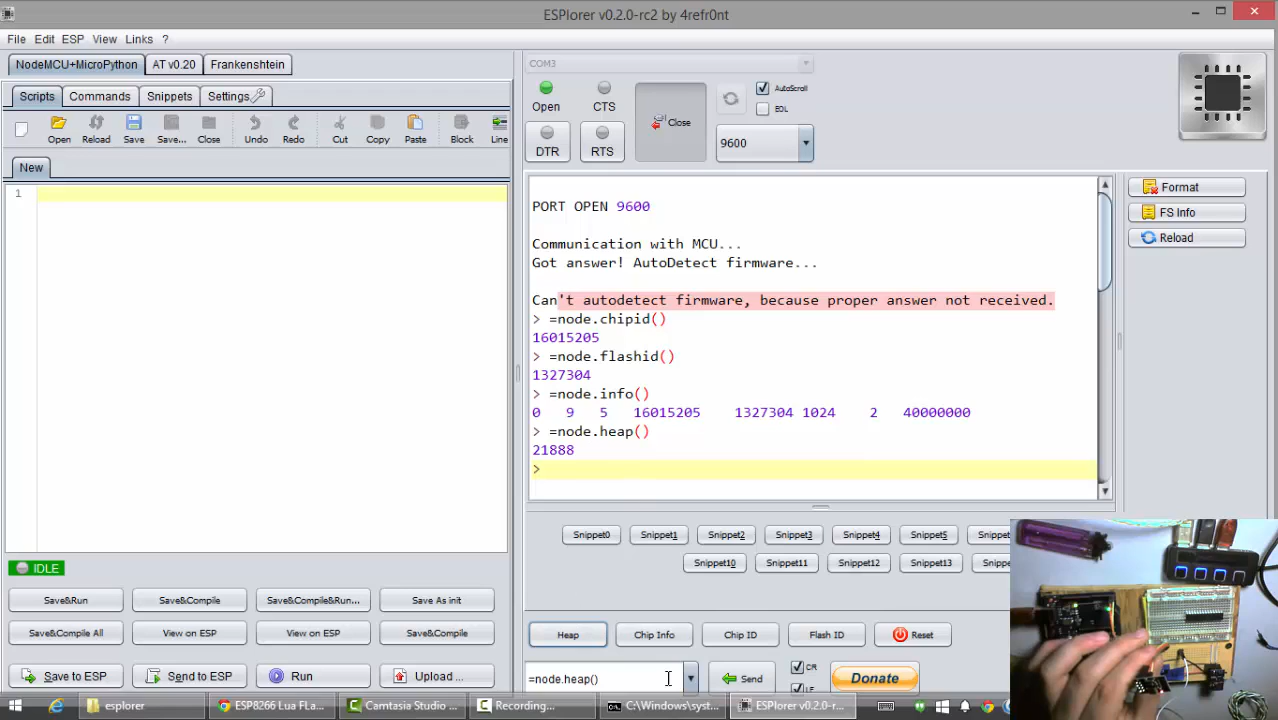 ESPlorer v0.2.0-rc2 by 4refr0nt
File Edit ESP View Links ?
NodeMCU+MicroPython AT v0.20 Frankenshtein
Scripts Commands Snippets Settings
Open Reload Save Save... Close Undo Redo Cut Copy Paste Block Line
New
1
IDLE
Save&Run Save&Compile Save&Compile&Run... Save As init
Save&Compile All View on ESP View on ESP Save&Compile
Save to ESP Send to ESP Run Upload ...
COM3
Open CTS Close AutoScroll
EOL
DTR RTS 9600
PORT OPEN 9600
Communication with MCU...
Got answer! AutoDetect firmware...
Can't autodetect firmware, because proper answer not received.
> =node.chipid()
16015205
> =node.flashid()
1327304
> =node.info()
0 9 5 16015205 1327304 1024 2 40000000
> =node.heap()
21888
>
Format
FS Info
Reload
Snippet0 Snippet1 Snippet2 Snippet3 Snippet4 Snippet5 Snippe
Snippet10 Snippet11 Snippet12 Snippet13 Snippe
Heap Chip Info Chip ID Flash ID Reset
=node.heap() Send CR Donate
LF
esplorer ESP8266 Lua FLa... Camtasia Studio ... Recording... C:\Windows\syst... ESPlorer v0.2.0-r...